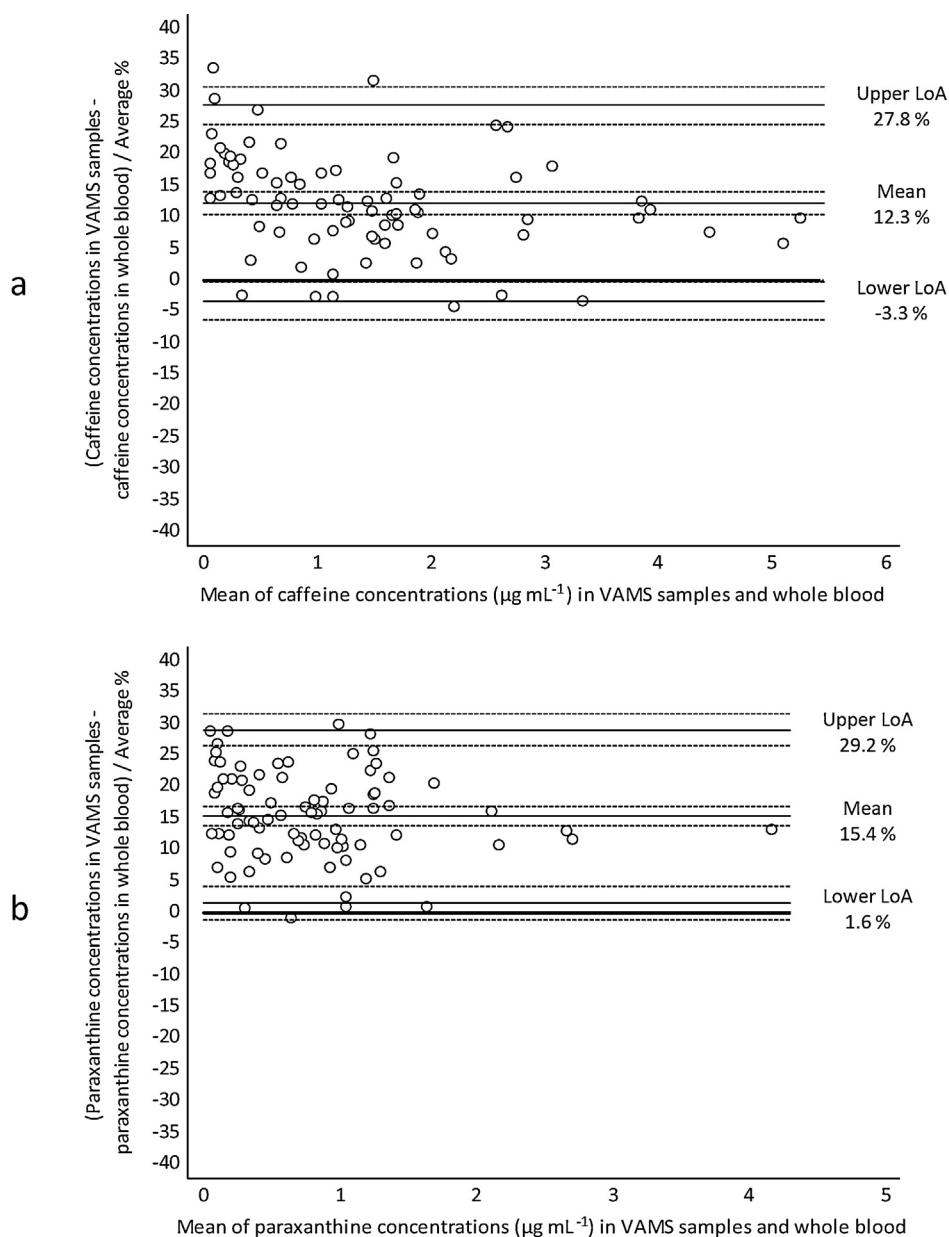 a
(Caffeine concentrations in VAMS samples -
caffeine concentrations in whole blood) / Average %
40
35
30
25
20
15
10
5
0
-5
-10
-15
-20
-25
-30
-35
-40
Upper LoA
27.8 %
Mean
12.3 %
Lower LoA
-3.3 %
0 1 2 3 4 5 6
Mean of caffeine concentrations (µg mL⁻¹) in VAMS samples and whole blood
b
(Paraxanthine concentrations in VAMS samples -
paraxanthine concentrations in whole blood) / Average %
40
35
30
25
20
15
10
5
0
-5
-10
-15
-20
-25
-30
-35
-40
Upper LoA
29.2 %
Mean
15.4 %
Lower LoA
1.6 %
0 1 2 3 4 5
Mean of paraxanthine concentrations (µg mL⁻¹) in VAMS samples and whole blood